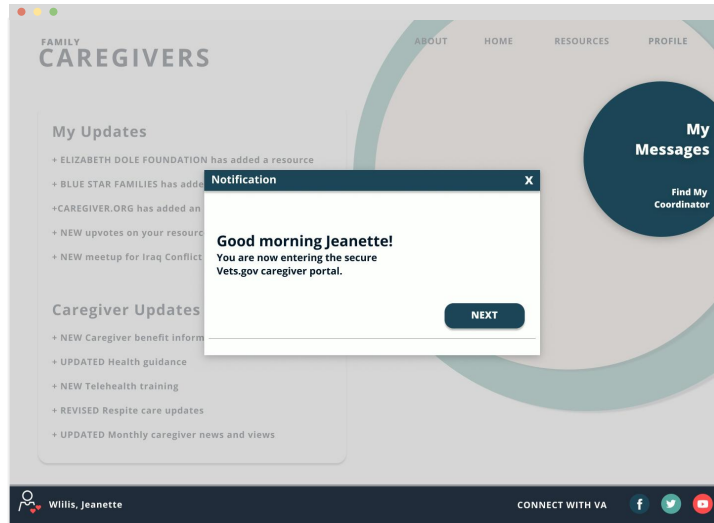 FAMILY
CAREGIVERS
ABOUT HOME RESOURCES PROFILE
My Updates
+ ELIZABETH DOLE FOUNDATION has added a resource
+ BLUE STAR FAMILIES has adde
+CAREGIVER.ORG has added an
+ NEW upvotes on your resourc
+ NEW meetup for Iraq Conflict
Caregiver Updates
+ NEW Caregiver benefit inform
+ UPDATED Health guidance
+ NEW Telehealth training
+ REVISED Respite care updates
+ UPDATED Monthly caregiver news and views
My
Messages
Find My
Coordinator
Notification X
Good morning Jeanette!
You are now entering the secure
Vets.gov caregiver portal.
NEXT
Wlilis, Jeanette
CONNECT WITH VA